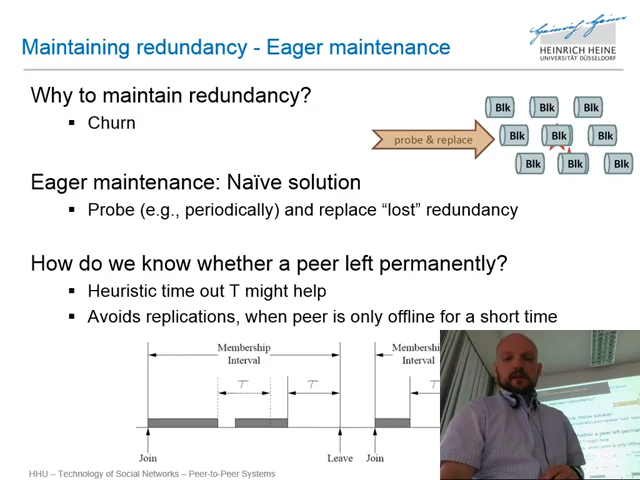 Maintaining redundancy - Eager maintenance
HEINRICH HEINE
UNIVERSITÄT DÜSSELDORF
Why to maintain redundancy?
Churn
probe & replace
Blk Blk Blk
Blk Blk Blk
Blk Blk Blk
Eager maintenance: Naïve solution
Probe (e.g., periodically) and replace “lost” redundancy
How do we know whether a peer left permanently?
Heuristic time out T might help
Avoids replications, when peer is only offline for a short time
Membership
Interval
Interval
T T T
Join Leave Join
HHU – Technology of Social Networks – Peer-to-Peer Systems